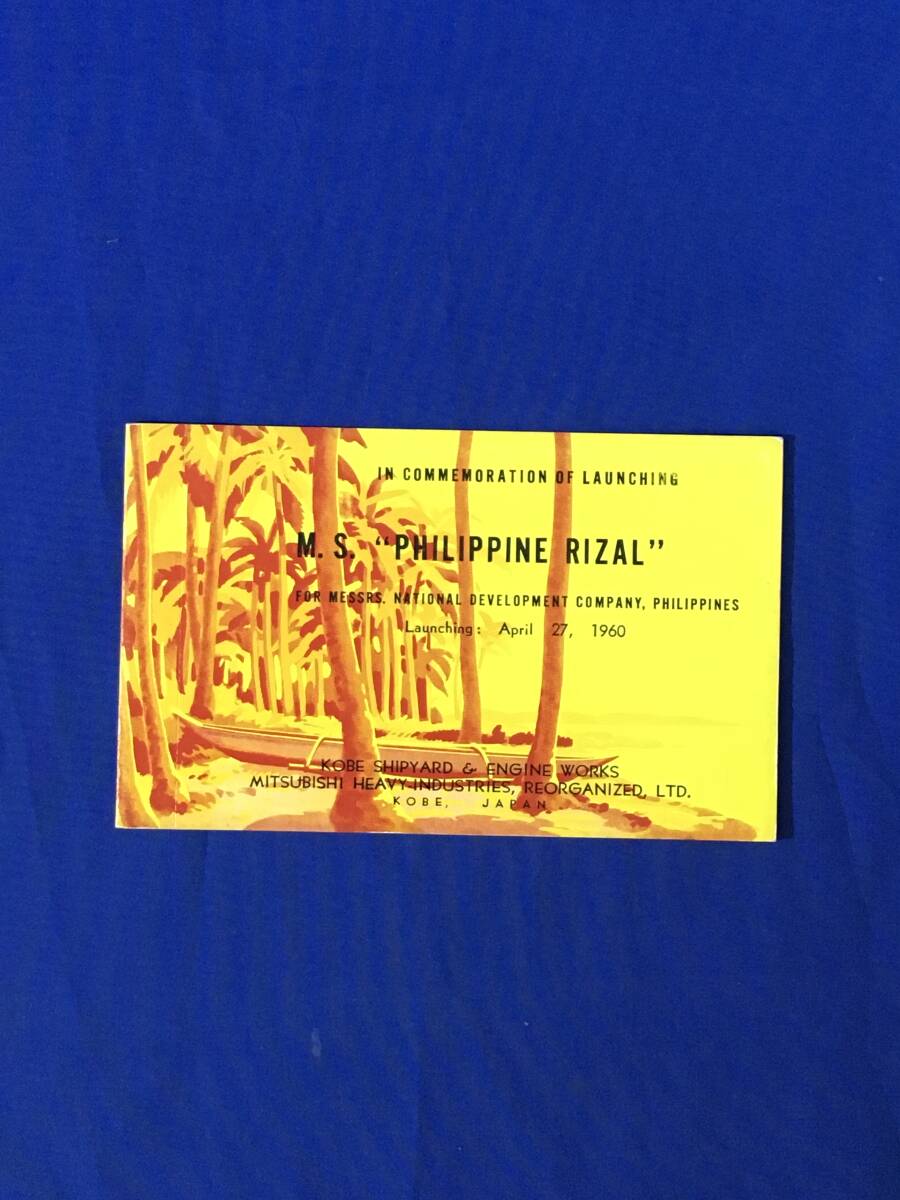 IN COMMEMORATION OF LAUNCHING
M. S. “PHILIPPINE RIZAL”
FOR MESSRS. NATIONAL DEVELOPMENT COMPANY, PHILIPPINES
Launching: April 27, 1960
KOBE SHIPYARD & ENGINE WORKS
MITSUBISHI HEAVY-INDUSTRIES, REORGANIZED, LTD.
KOBE, JAPAN